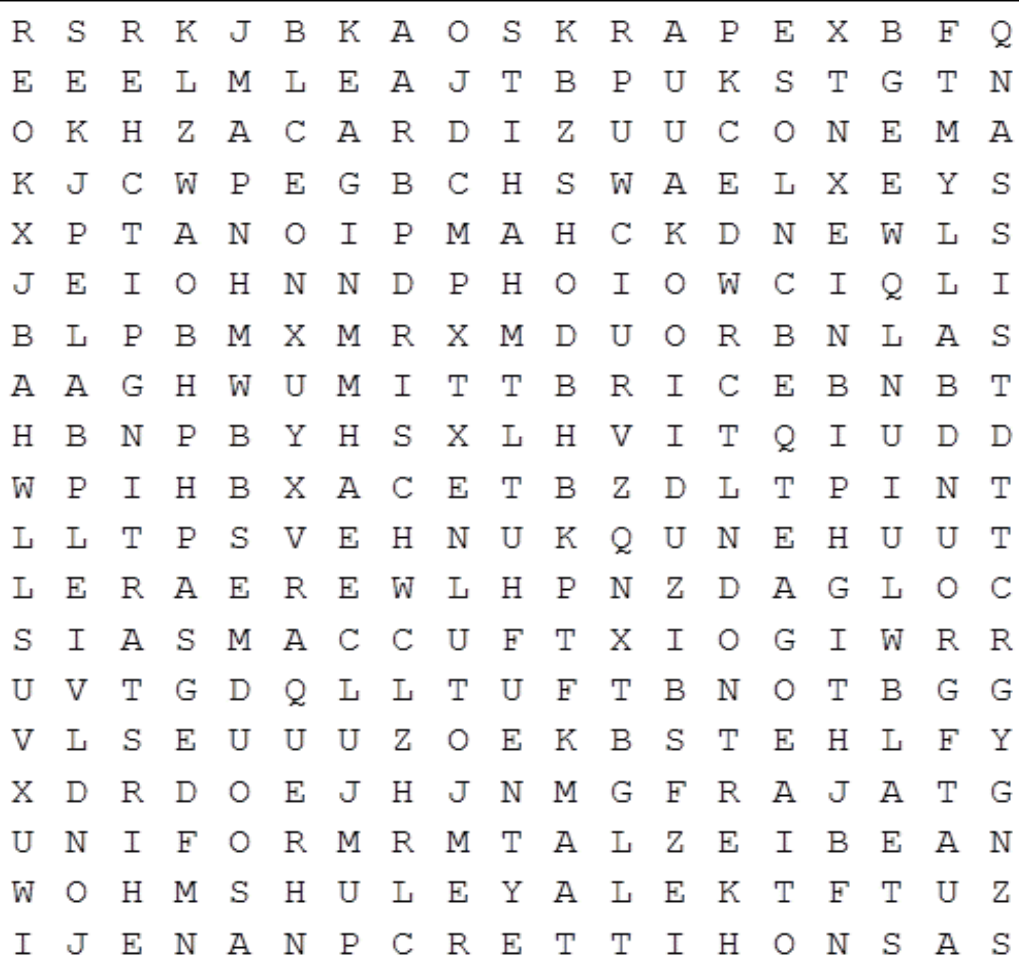 R S R K J B K A O S K R A P E X B F Q
E E E L M L E A J T B P U K S T G T N
O K H Z A C A R D I Z U U C O N E M A
K J C W P E G B C H S W A E L X E Y S
X P T A N O I P M A H C K D N E W L S
J E I O H N N D P H O I O W C I Q L I
B L P B M X M R X M D U O R B N L A S
A A G H W U M I T T B R I C E B N B T
H B N P B Y H S X L H V I T Q I U D D
W P I H B X A C E T B Z D L T P I N T
L L T P S V E H N U K Q U N E H U U T
L E R A E R E W L H P N Z D A G L O C
S I A S M A C C U F T X I O G I W R R
U V T G D Q L L T U F T B N O T B G G
V L S E U U U Z O E K B S T E H L F Y
X D R D O E J H J N M G F R A J A T G
U N I F O R M R M T A L Z E I B E A N
W O H M S H U L E Y A L E K T F T U Z
I J E N A N P C R E T T I H O N S A S